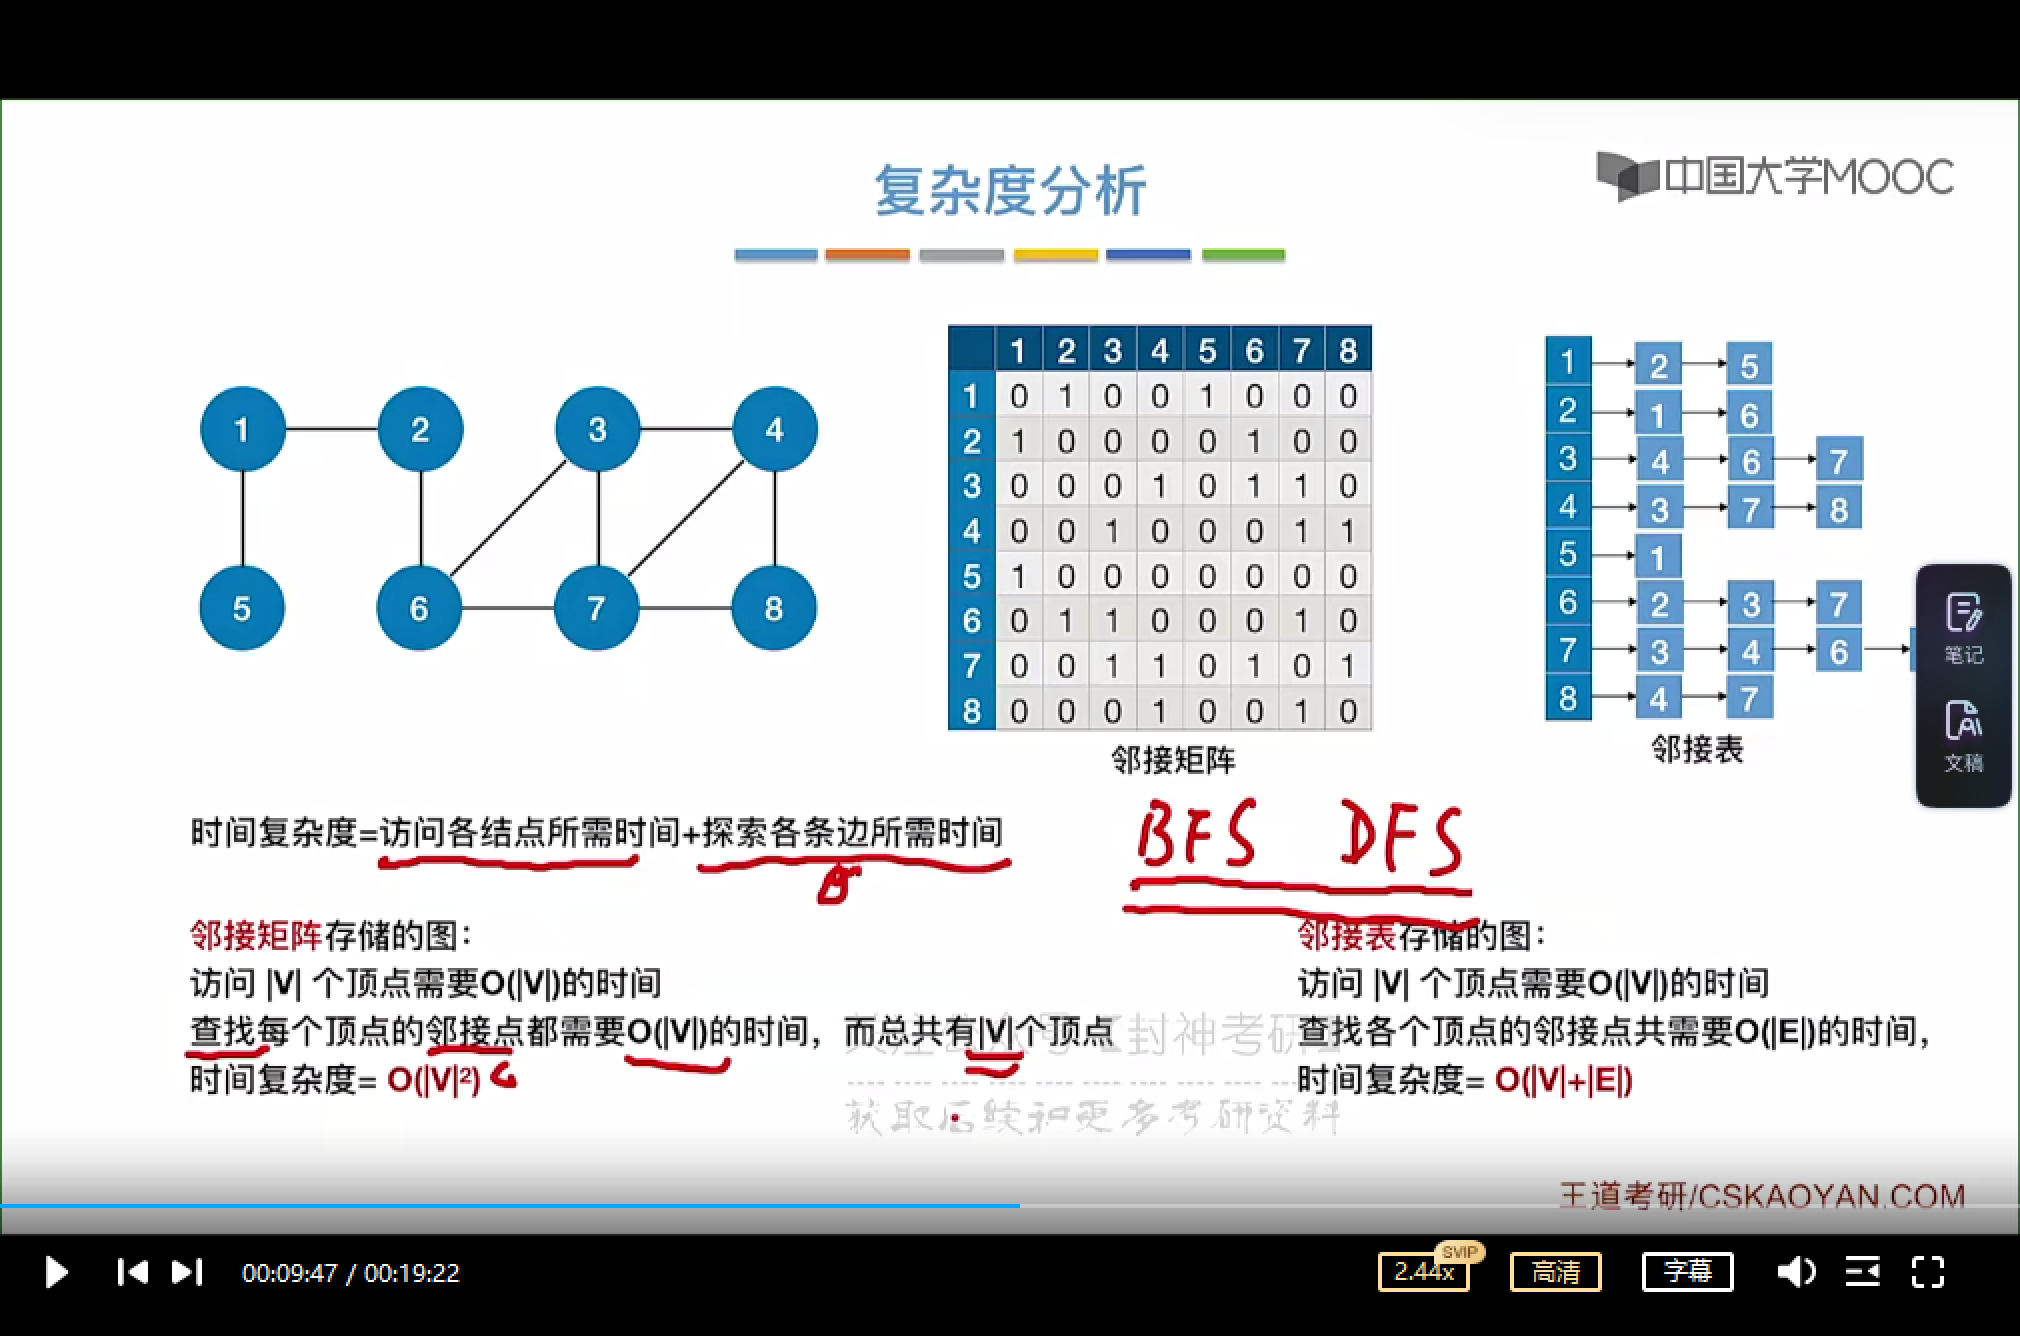 复杂度分析
中国大学MOOC
1 2 3 4
5 6 7 8
1 2 3 4 5 6 7 8
1 0 1 0 0 1 0 0 0
2 1 0 0 0 0 1 0 0
3 0 0 0 1 0 1 1 0
4 0 0 1 0 0 0 1 1
5 1 0 0 0 0 0 0 0
6 0 1 1 0 0 0 1 0
7 0 0 1 1 0 1 0 1
8 0 0 0 1 0 0 1 0
邻接矩阵
1 2 5
2 1 6
3 4 6 7
4 3 7 8
5 1
6 2 3 7
7 3 4 6
8 4 7
邻接表
笔记
文稿
时间复杂度=访问各结点所需时间+探索各条边所需时间
BFS DFS
邻接矩阵存储的图:
访问 |V| 个顶点需要O(|V|)的时间
查找每个顶点的邻接点都需要O(|V|)的时间，而总共有|V|个顶点
时间复杂度= O(|V|²)
邻接表存储的图:
访问 |V| 个顶点需要O(|V|)的时间
查找各个顶点的邻接点共需要O(|E|)的时间，
时间复杂度= O(|V|+|E|)
封神考研
获取后续和更多考研资料
王道考研/CSKAOYAN.COM
00:09:47 / 00:19:22
2.44x
SVIP
高清
字幕